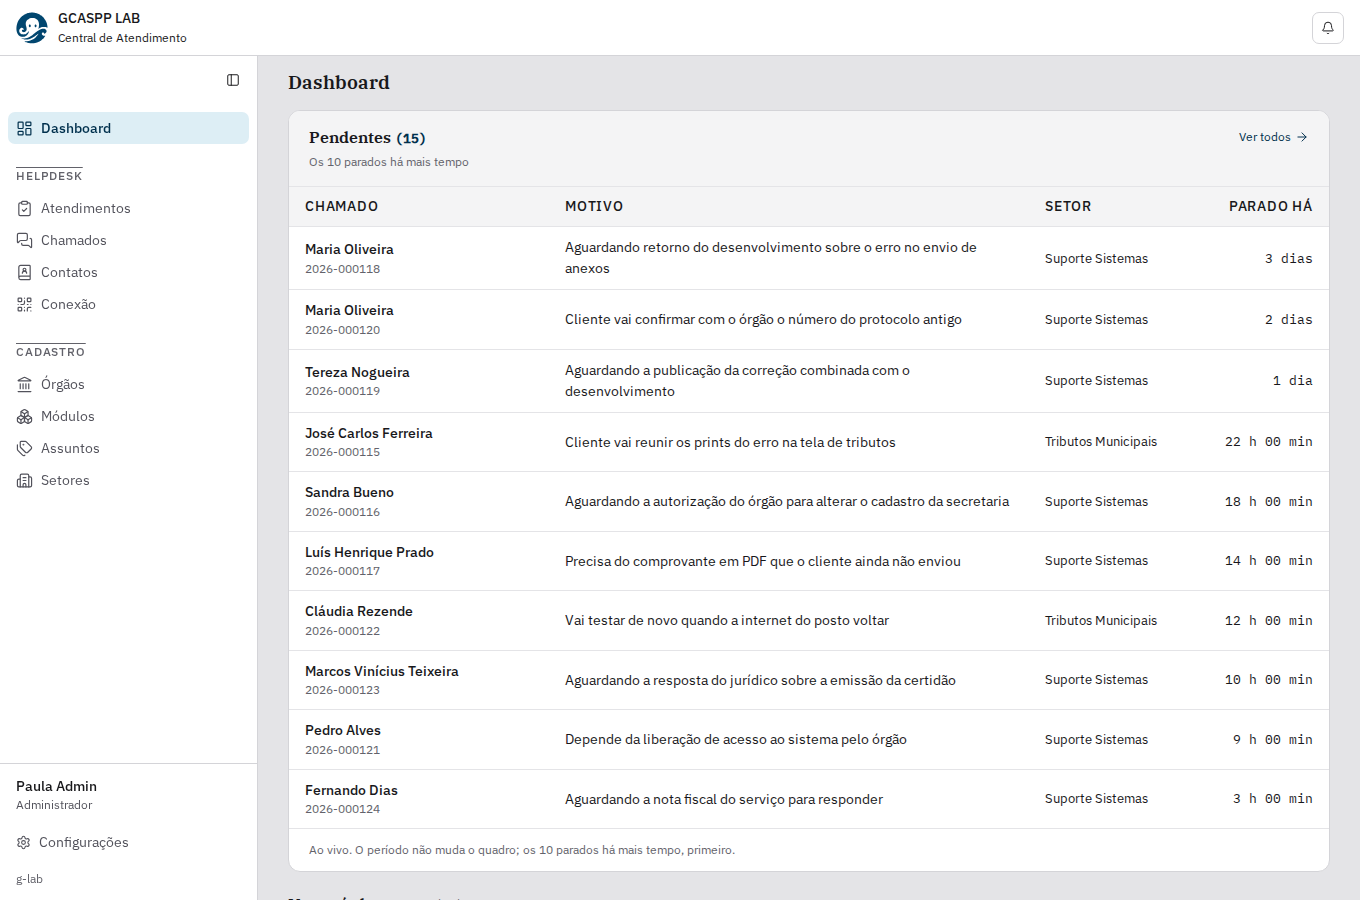 GCASPP LAB
Central de Atendimento
Dashboard
HELPDESK
Atendimentos
Chamados
Contatos
Conexão
CADASTRO
Órgãos
Módulos
Assuntos
Setores
Paula Admin
Administrador
Configurações
g-lab
Dashboard
Pendentes (15)
Ver todos
Os 10 parados há mais tempo
CHAMADO MOTIVO SETOR PARADO HÁ
Maria Oliveira
2026-000118
Aguardando retorno do desenvolvimento sobre o erro no envio de
anexos
Suporte Sistemas
3 dias
Maria Oliveira
2026-000120
Cliente vai confirmar com o órgão o número do protocolo antigo
Suporte Sistemas
2 dias
Tereza Nogueira
2026-000119
Aguardando a publicação da correção combinada com o
desenvolvimento
Suporte Sistemas
1 dia
José Carlos Ferreira
2026-000115
Cliente vai reunir os prints do erro na tela de tributos
Tributos Municipais
22 h 00 min
Sandra Bueno
2026-000116
Aguardando a autorização do órgão para alterar o cadastro da secretaria
Suporte Sistemas
18 h 00 min
Luís Henrique Prado
2026-000117
Precisa do comprovante em PDF que o cliente ainda não enviou
Suporte Sistemas
14 h 00 min
Cláudia Rezende
2026-000122
Vai testar de novo quando a internet do posto voltar
Tributos Municipais
12 h 00 min
Marcos Vinícius Teixeira
2026-000123
Aguardando a resposta do jurídico sobre a emissão da certidão
Suporte Sistemas
10 h 00 min
Pedro Alves
2026-000121
Depende da liberação de acesso ao sistema pelo órgão
Suporte Sistemas
9 h 00 min
Fernando Dias
2026-000124
Aguardando a nota fiscal do serviço para responder
Suporte Sistemas
3 h 00 min
Ao vivo. O período não muda o quadro; os 10 parados há mais tempo, primeiro.